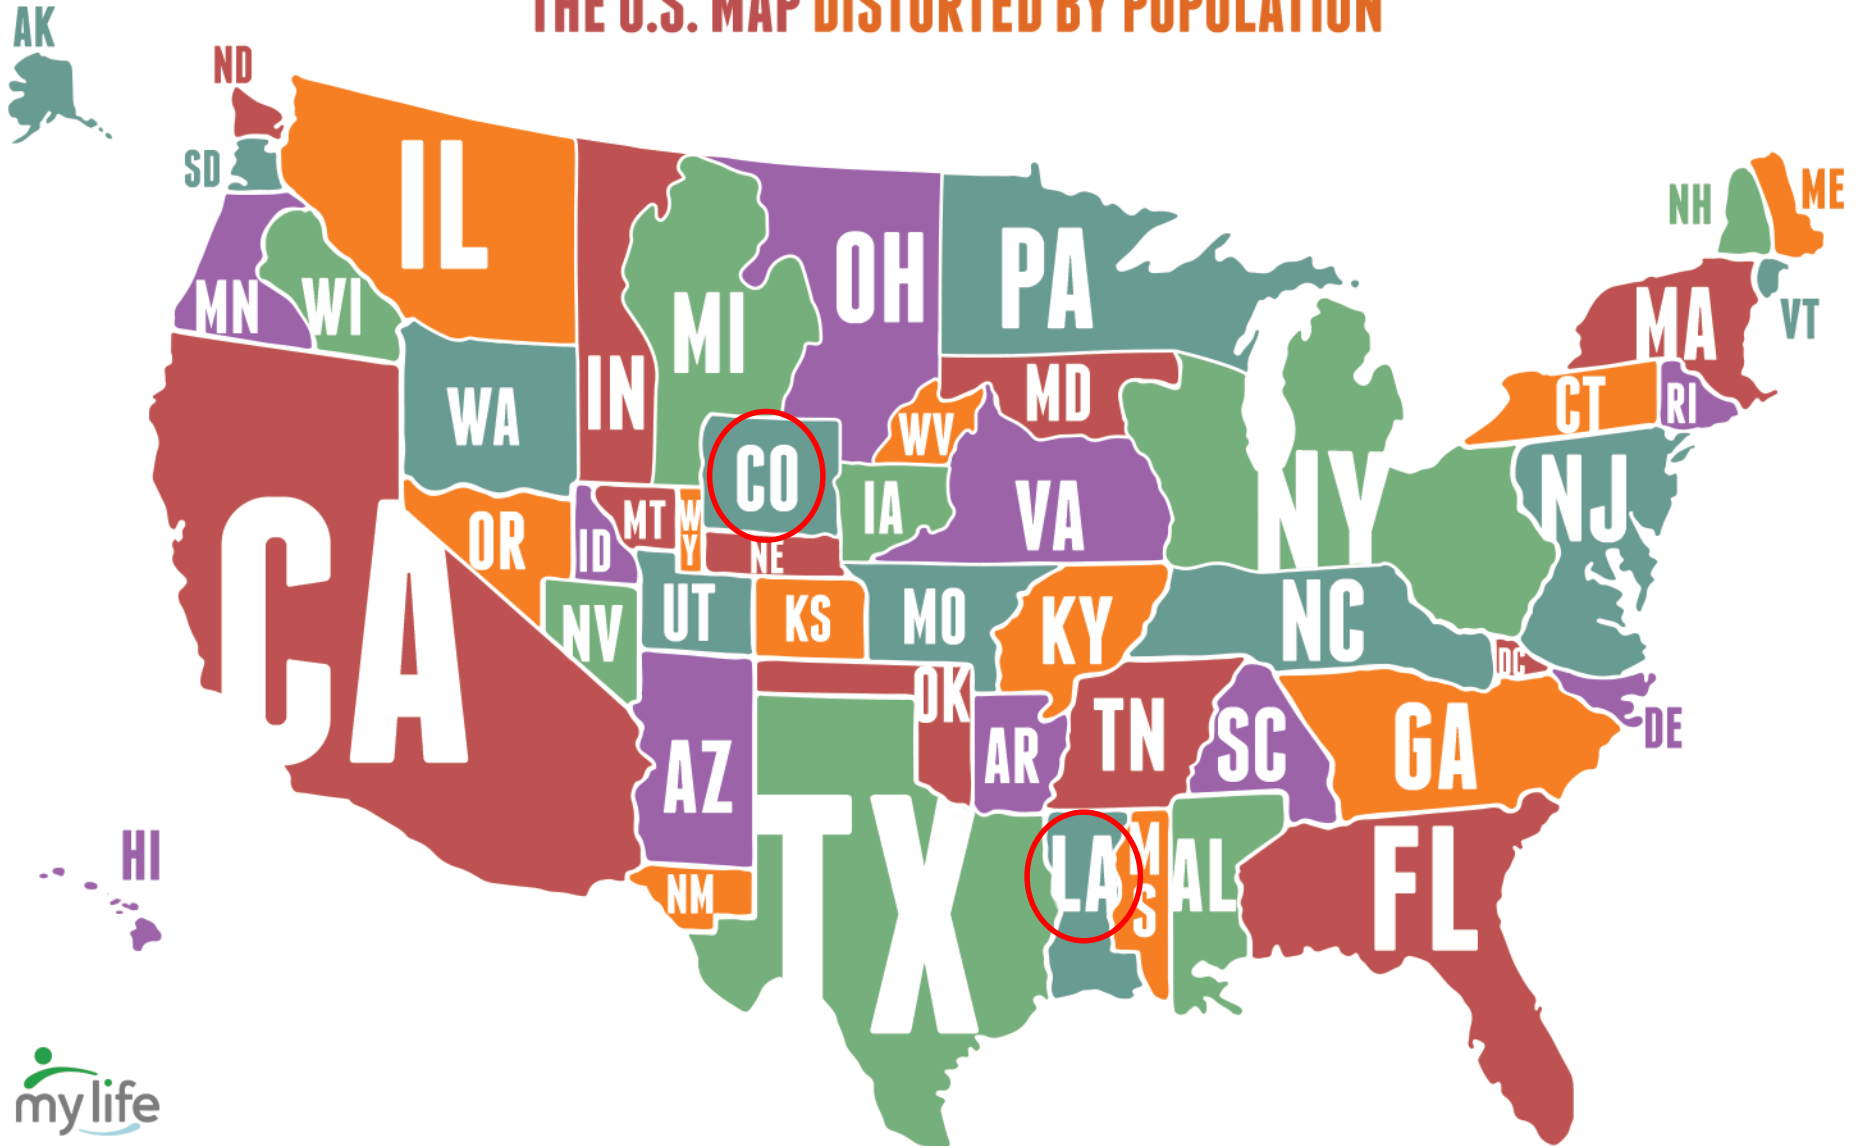 THE U.S. MAP DISTORTED BY POPULATION
AK
ND
SD
IL
MN
WI
WA
IN
MI
OH
PA
NH
ME
VT
MA
CT
RI
MD
WV
CO
IA
VA
NY
NJ
CA
OR
ID
MT
WY
NE
NV
UT
KS
MO
KY
NC
DC
DE
AZ
OK
AR
TN
SC
GA
NM
TX
LA
MS
AL
FL
HI
my life